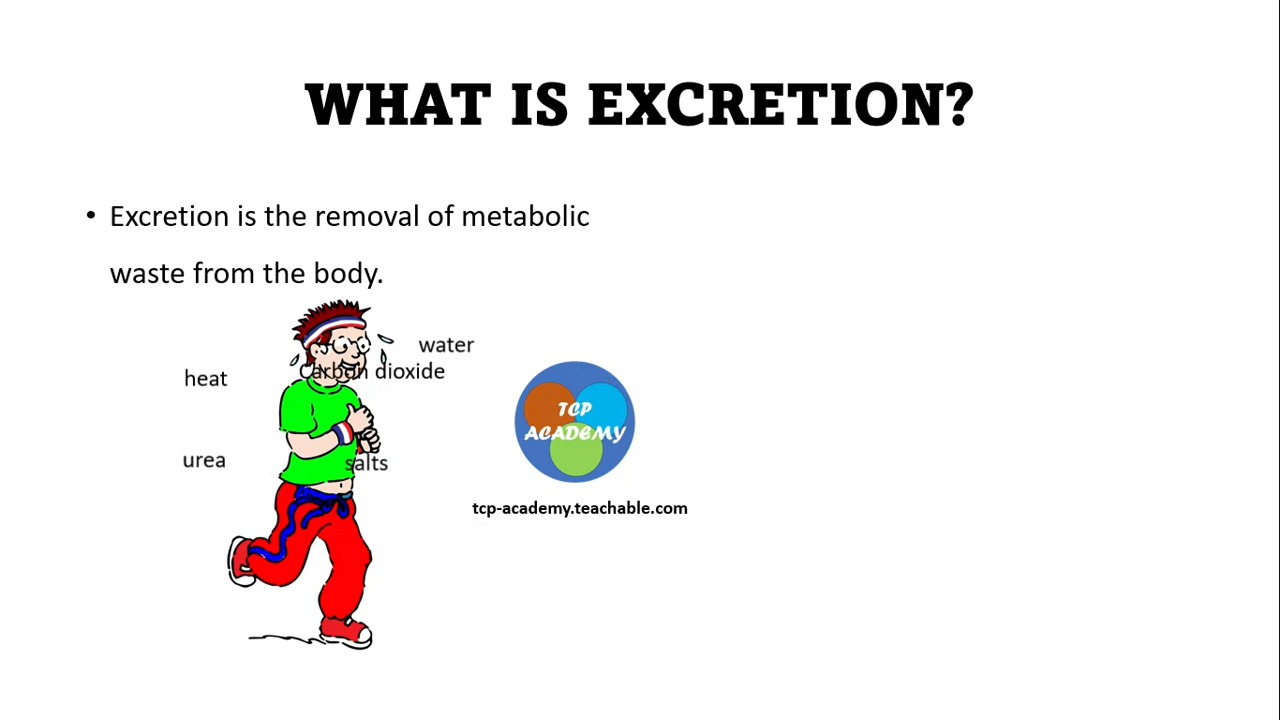 WHAT IS EXCRETION?
• Excretion is the removal of metabolic
waste from the body.
water
carbon dioxide
heat
urea
salts
TCP
ACADEMY
tcp-academy.teachable.com